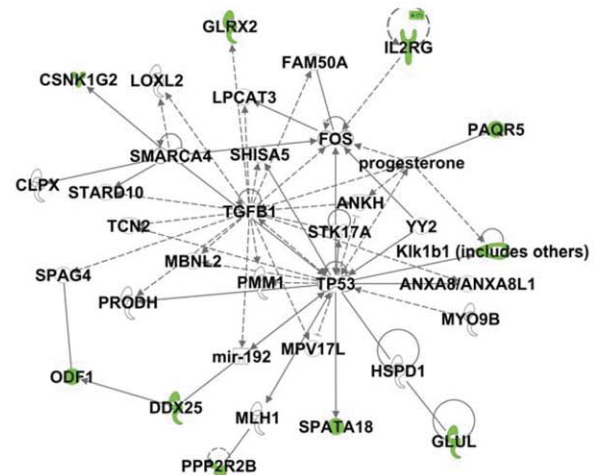 GLRX2
IL2RG
FAM50A
CSNK1G2
LOXL2
LPCAT3
FOS
PAQR5
SMARCA4
SHISA5
progesterone
CLPX
STARD10
ANKH
TGFB1
TCN2
STK17A
YY2
Klk1b1 (includes others)
MBNL2
SPAG4
PMM1
TP53
ANXA8/ANXA8L1
PRODH
MYO9B
mir-192
MPV17L
HSPD1
ODF1
DDX25
MLH1
SPATA18
GLUL
PPP2R2B